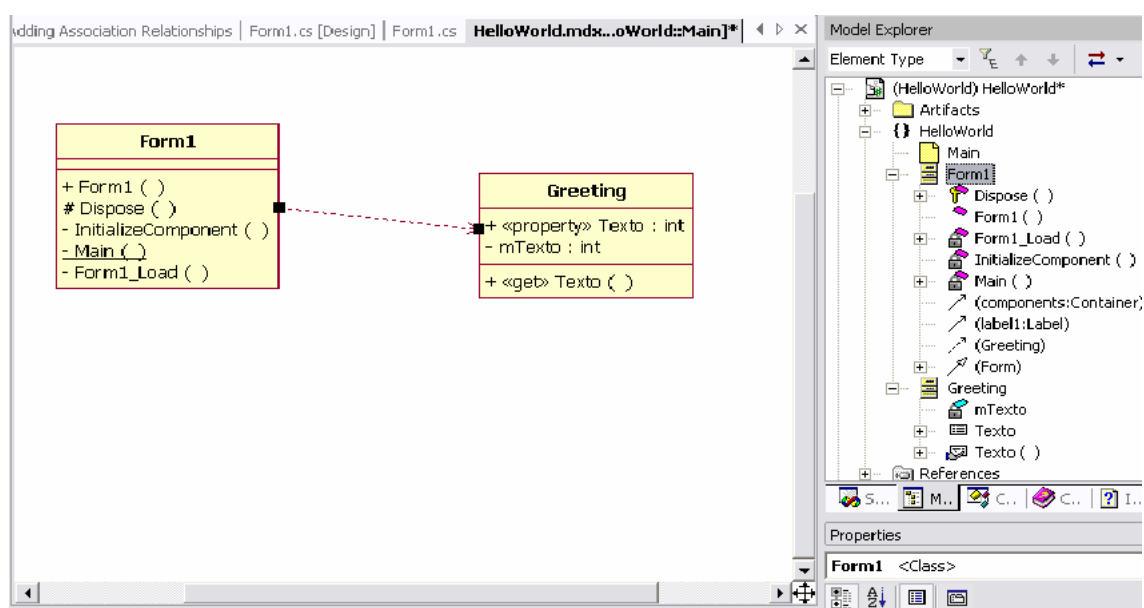 dding Association Relationships | Form1.cs [Design] | Form1.cs HelloWorld.mdx...oWorld::Main]*
Form1
+ Form1 ( )
# Dispose ( )
- InitializeComponent ( )
- Main ( )
- Form1_Load ( )
Greeting
+ «property» Texto : int
- mTexto : int
+ «get» Texto ( )
Model Explorer
Element Type
(HelloWorld) HelloWorld*
Artifacts
{} HelloWorld
Main
Form1
Dispose ( )
Form1 ( )
Form1_Load ( )
InitializeComponent ( )
Main ( )
(components:Container)
(label1:Label)
(Greeting)
(Form)
Greeting
mTexto
Texto
Texto ( )
References
S... M.. C.. C.. I..
Properties
Form1 <Class>